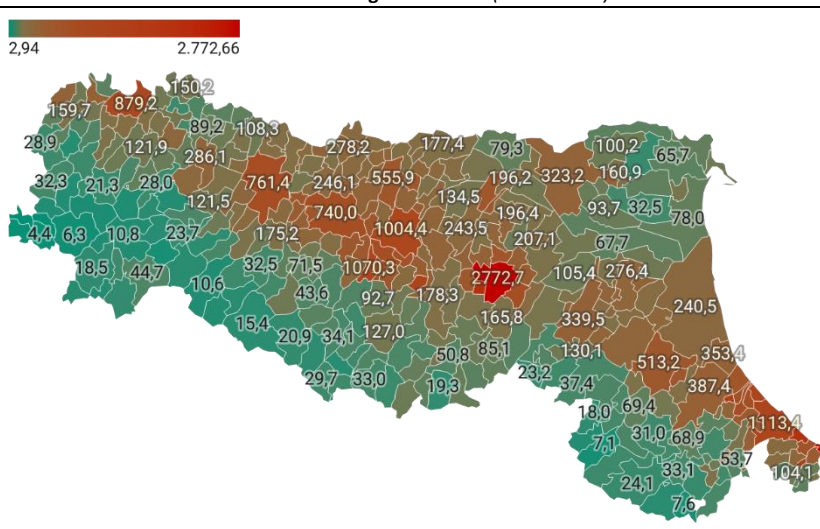 2,94 2.772,66
150,2
159,7 879,2
89,2 108,3
28,9 121,9 286,1 278,2 177,4 79,3 100,2 65,7
32,3 21,3 28,0 761,4 246,1 555,9 196,2 323,2 160,9
121,5 740,0 134,5 196,4 93,7 32,5 78,0
4,4 6,3 10,8 23,7 175,2 1004,4 243,5 207,1 67,7
18,5 44,7 32,5 71,5 1070,3 2772,7 105,4 276,4
10,6 43,6 92,7 178,3 240,5
15,4 20,9 34,1 127,0 165,8 339,5
50,8 85,1 130,1 513,2 353,4
29,7 33,0 19,3 23,2 37,4 387,4
18,0 69,4 1113,4
7,1 31,0 68,9
33,1 53,7 104,1
24,1
7,6